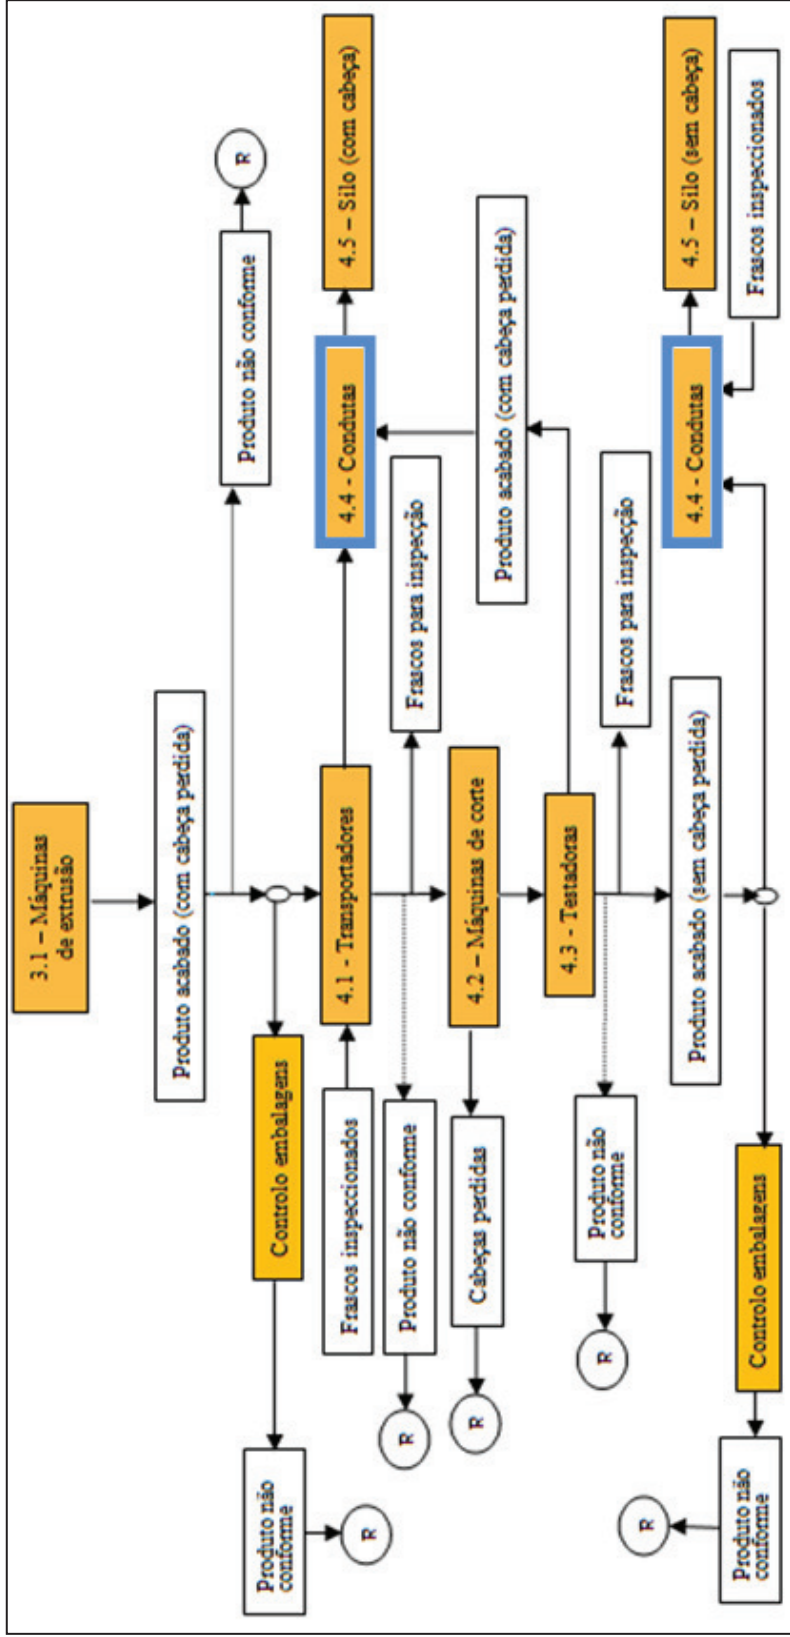 3.1 – Máquinas
de extrusão
Produto acabado (com cabeça perdida)
Produto não conforme
R
Produto não
conforme
Controlo embalagens
R
Frascos inspeccionados
4.1 - Transportadores
4.4 - Condutas
4.5 – Silo (com cabeça)
R
Produto não conforme
Frascos para inspecção
R
Cabeças perdidas
4.2 – Máquinas de corte
Produto acabado (com cabeça perdida)
4.3 - Testadoras
R
Produto não
conforme
Frascos para inspecção
R
Produto acabado (sem cabeça perdida)
4.4 - Condutas
4.5 – Silo (sem cabeça)
Produto não
conforme
Controlo embalagens
Frascos inspeccionados